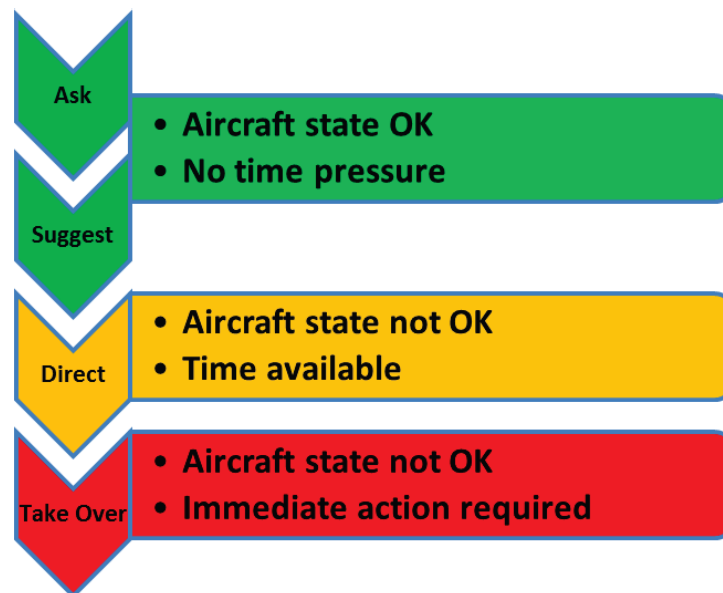 Ask
• Aircraft state OK
• No time pressure
Suggest
Direct
• Aircraft state not OK
• Time available
Take Over
• Aircraft state not OK
• Immediate action required